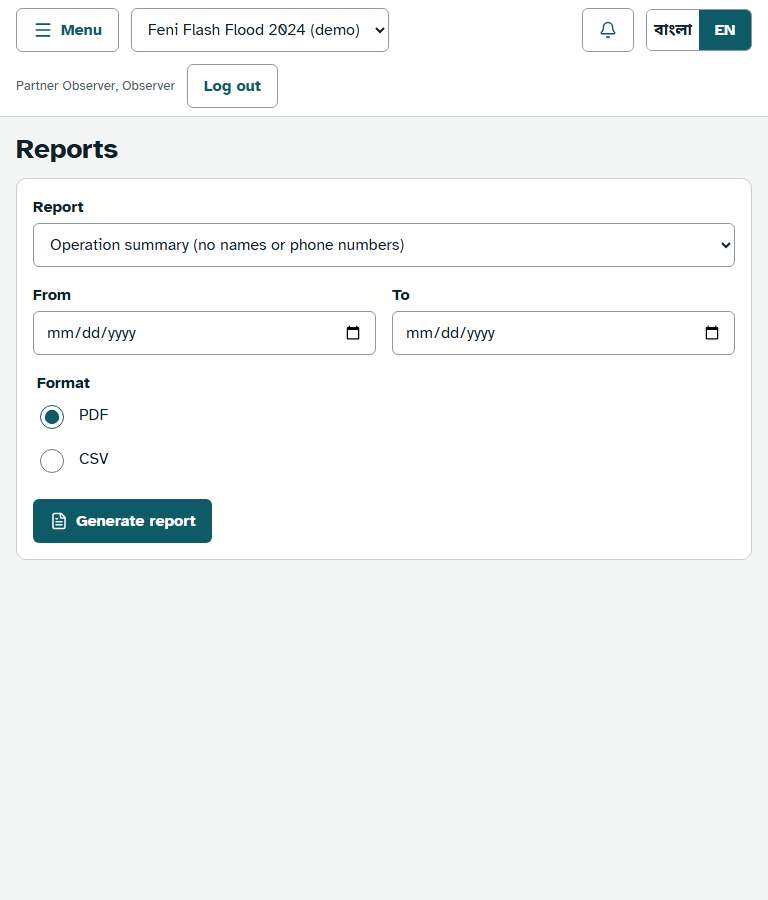 Menu
Feni Flash Flood 2024 (demo)
বাংলা
EN
Partner Observer, Observer
Log out
Reports
Report
Operation summary (no names or phone numbers)
From
To
mm/dd/yyyy
mm/dd/yyyy
Format
PDF
CSV
Generate report